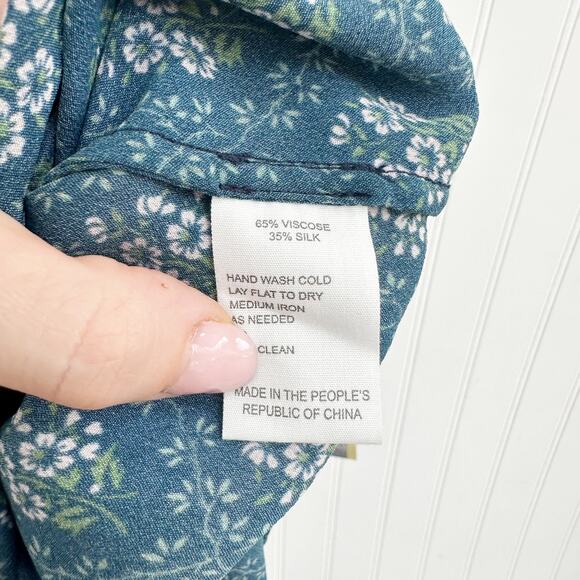 65% VISCOSE
35% SILK
HAND WASH COLD
LAY FLAT TO DRY
MEDIUM IRON
AS NEEDED
CLEAN
MADE IN THE PEOPLE'S
REPUBLIC OF CHINA